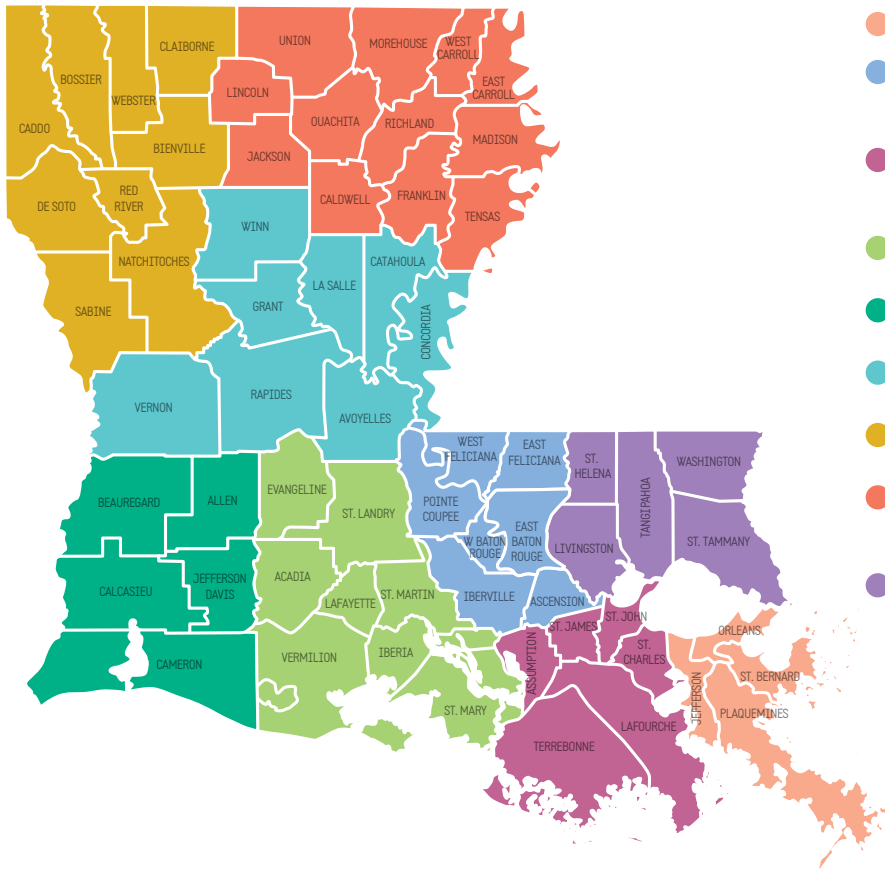 UNION
MOREHOUSE
WEST
CARROLL
CLAIBORNE
BOSSIER
EAST
CARROLL
WEBSTER
LINCOLN
CADDO
OUACHITA
RICHLAND
MADISON
BIENVILLE
JACKSON
RED
RIVER
CALDWELL
FRANKLIN
DE SOTO
TENSAS
WINN
NATCHITOCHES
CATAHOULA
LA SALLE
SABINE
GRANT
CONCORDIA
VERNON
RAPIDES
AVOYELLES
WEST
FELICIANA
EAST
FELICIANA
ST.
HELENA
WASHINGTON
BEAUREGARD
ALLEN
EVANGELINE
ST. LANDRY
POINTE
COUPEE
TANGIPAHOA
W BATON
ROUGE
EAST
BATON
ROUGE
LIVINGSTON
ST. TAMMANY
CALCASIEU
JEFFERSON
DAVIS
ACADIA
LAFAYETTE
ST. MARTIN
IBERVILLE
ASCENSION
ST. JOHN
ST. JAMES
ORLEANS
CAMERON
VERMILION
IBERIA
ASSUMPTION
ST.
CHARLES
ST. BERNARD
JEFFERSON
PLAQUEMINES
ST. MARY
LAFOURCHE
TERREBONNE